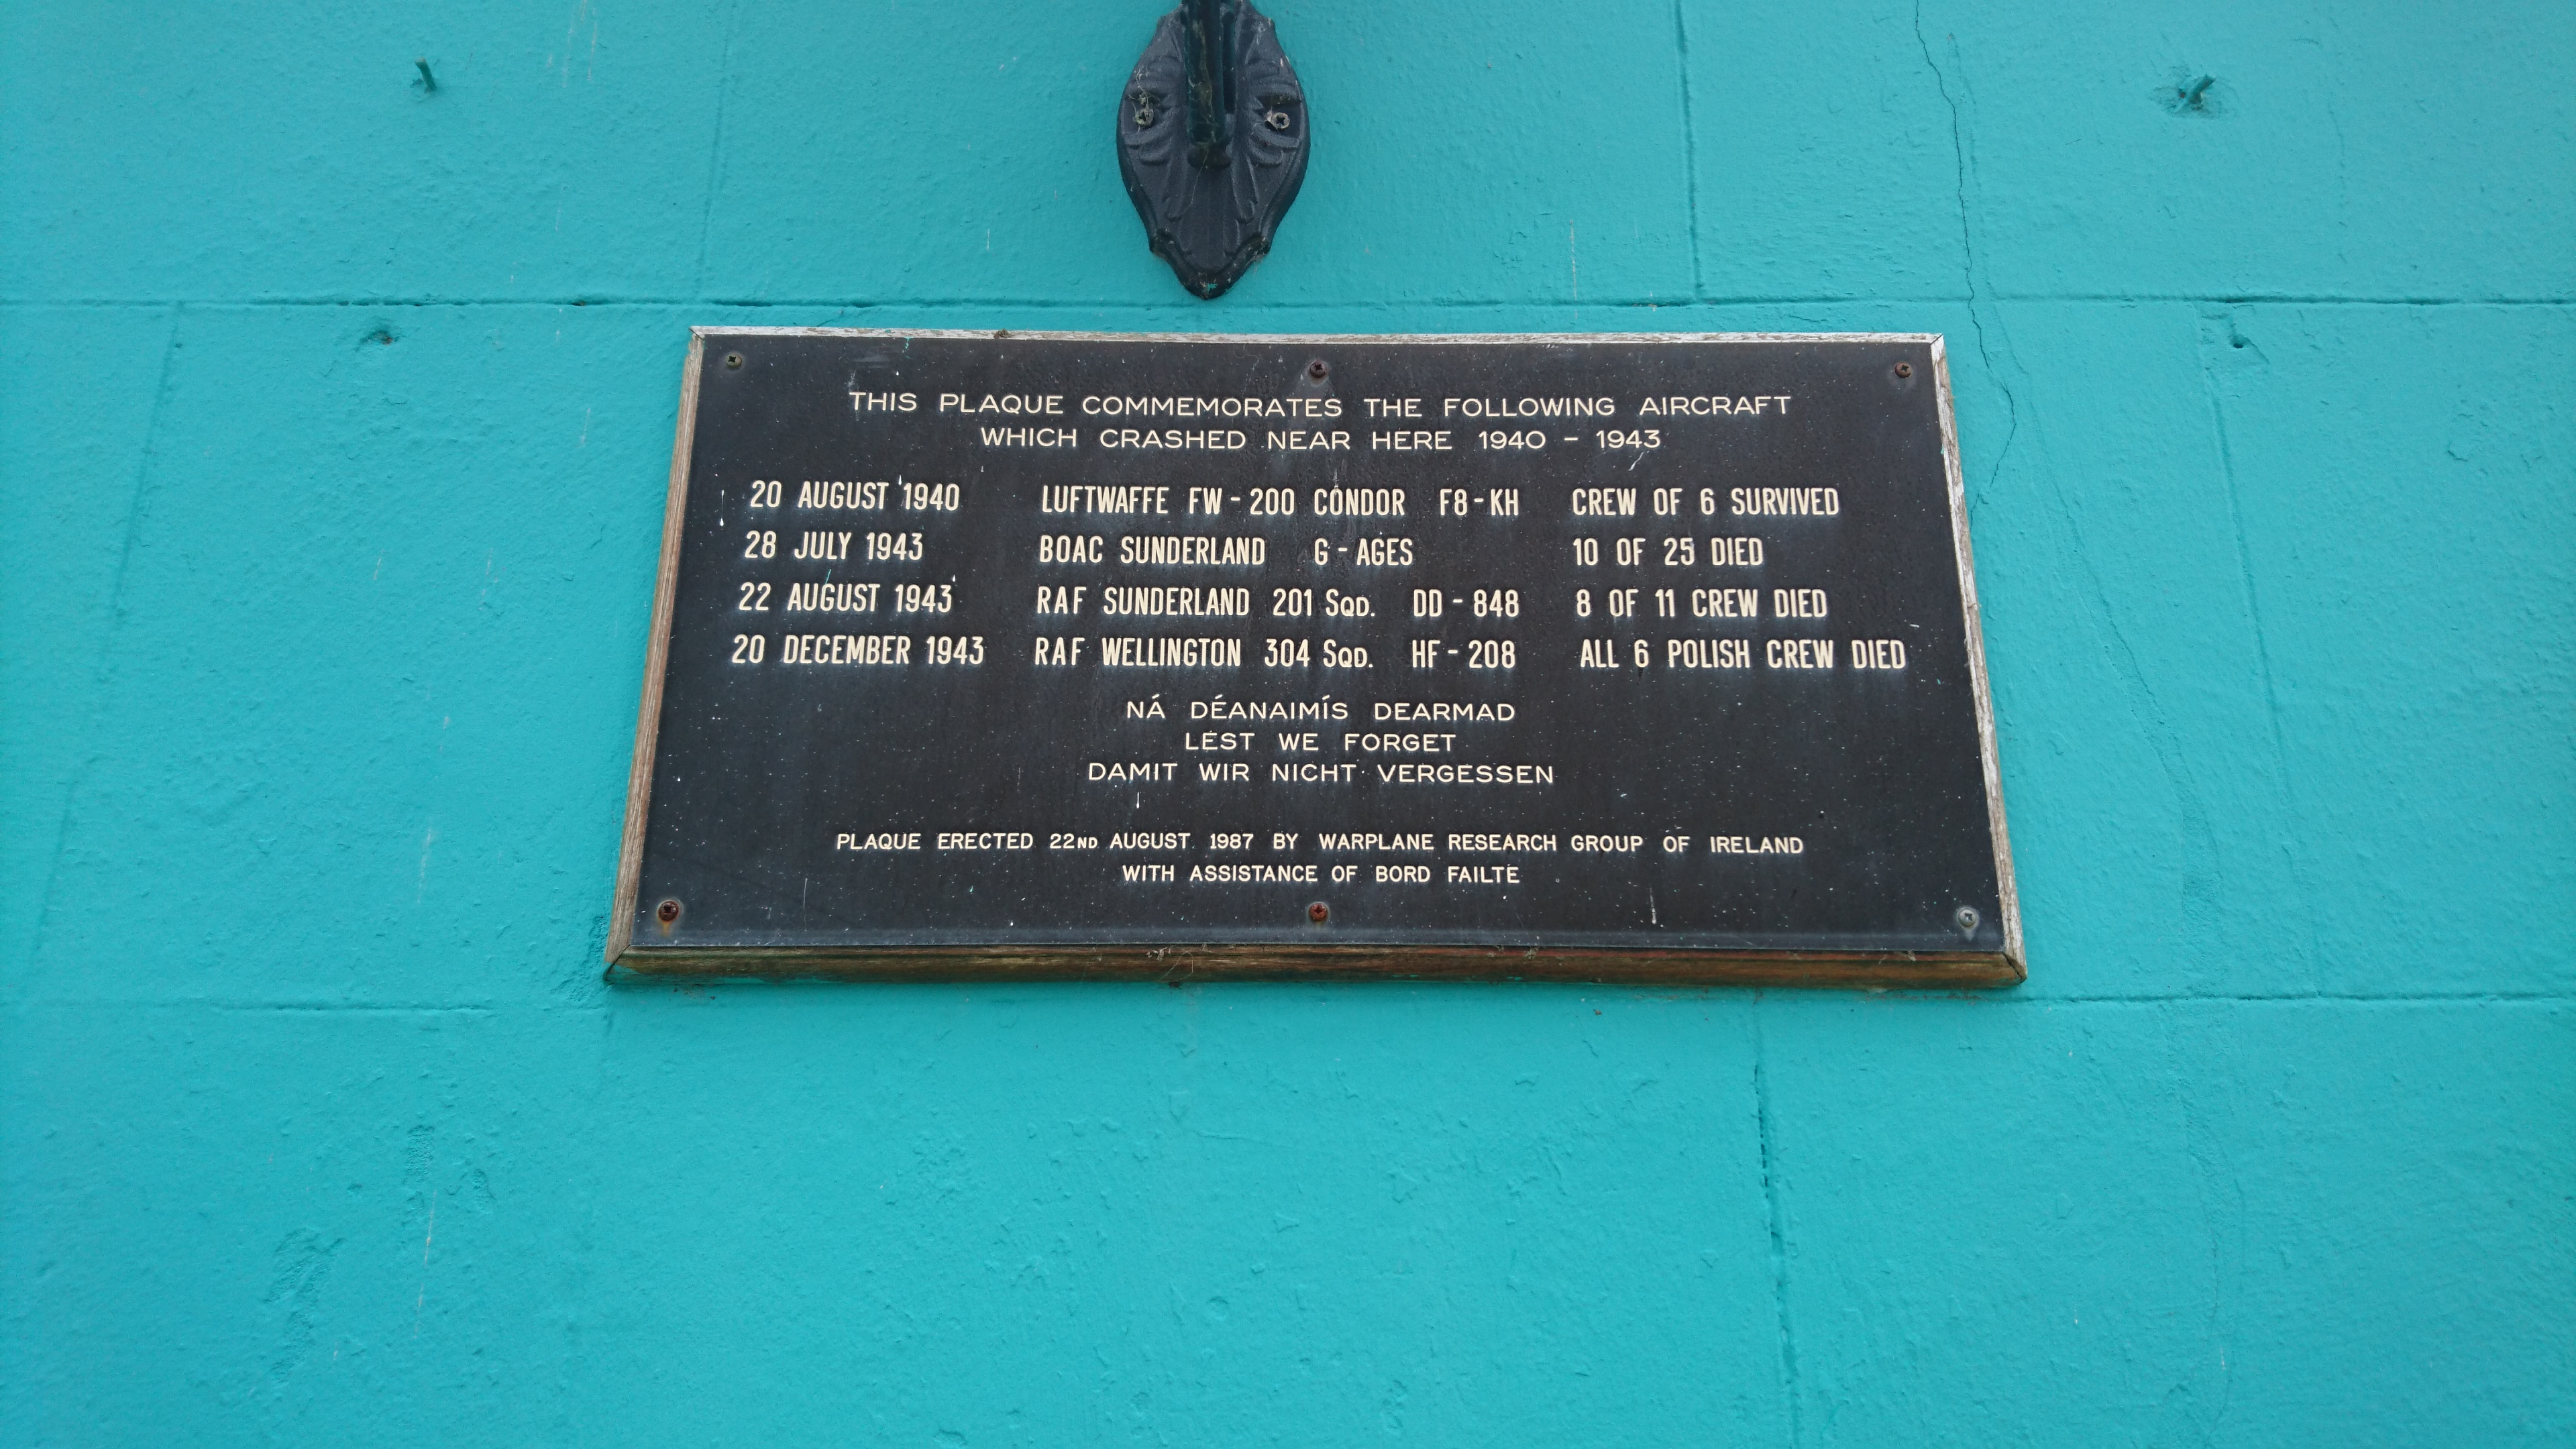 THIS PLAQUE COMMEMORATES THE FOLLOWING AIRCRAFT
WHICH CRASHED NEAR HERE 1940 - 1943
20 AUGUST 1940 LUFTWAFFE FW-200 CONDOR F8-KH CREW OF 6 SURVIVED
28 JULY 1943 BOAC SUNDERLAND G-AGES 10 OF 25 DIED
22 AUGUST 1943 RAF SUNDERLAND 201 SQD. DD-848 8 OF 11 CREW DIED
20 DECEMBER 1943 RAF WELLINGTON 304 SQD. HF-208 ALL 6 POLISH CREW DIED
NÁ DÉANAIMÍS DEARMAD
LEST WE FORGET
DAMIT WIR NICHT VERGESSEN
PLAQUE ERECTED 22ND AUGUST 1987 BY WARPLANE RESEARCH GROUP OF IRELAND
WITH ASSISTANCE OF BORD FAILTE